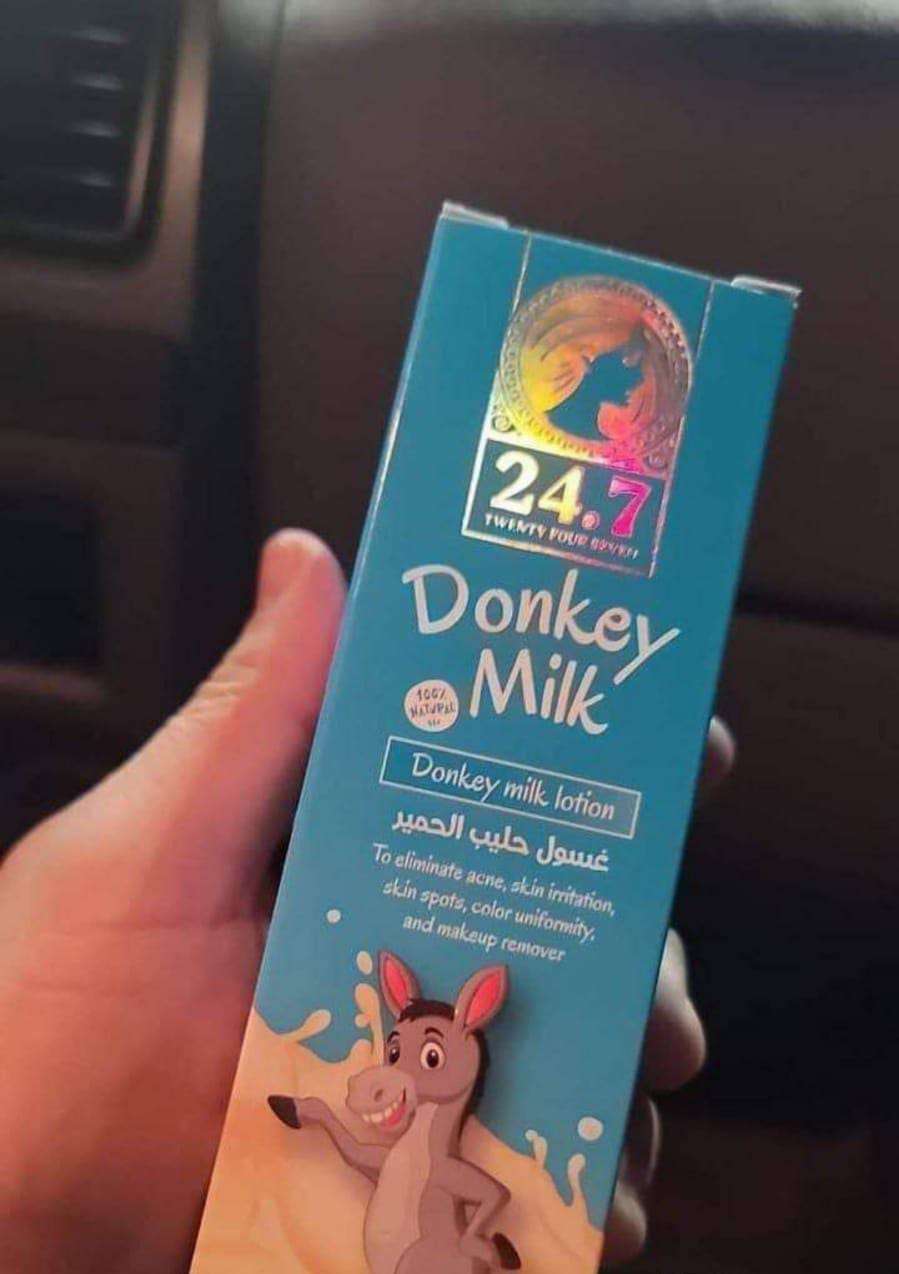 24.7
TWENTY FOUR SEVEN
Donkey
Milk
100%
NATURAL
Donkey milk lotion
غسول حليب الحمير
To eliminate acne, skin irritation,
skin spots, color uniformity,
and makeup remover